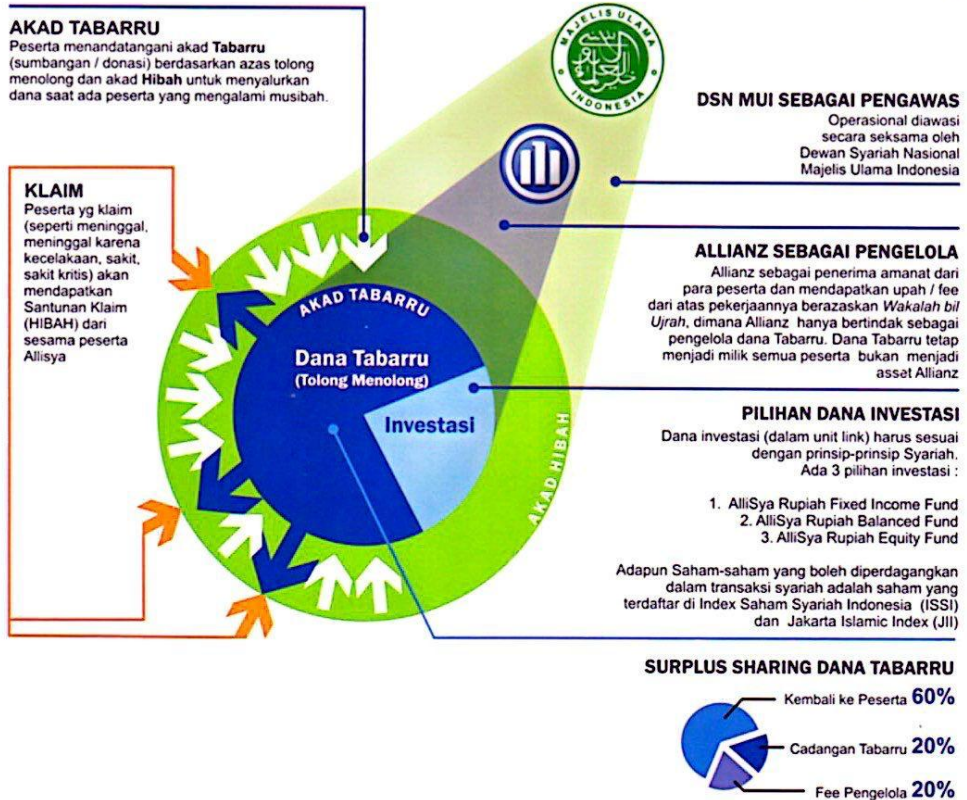 AKAD TABARRU
Peserta menandatangani akad Tabarru
(sumbangan / donasi) berdasarkan azas tolong
menolong dan akad Hibah untuk menyalurkan
dana saat ada peserta yang mengalami musibah.
KLAIM
Peserta yg klaim
(seperti meninggal,
meninggal karena
kecelakaan, sakit,
sakit kritis) akan
mendapatkan
Santunan Klaim
(HIBAH) dari
sesama peserta
Allisya
MAJELIS ULAMA
INDONESIA
AKAD TABARRU
Dana Tabarru
(Tolong Menolong)
Investasi
AKAD HIBAH
DSN MUI SEBAGAI PENGAWAS
Operasional diawasi
secara seksama oleh
Dewan Syariah Nasional
Majelis Ulama Indonesia
ALLIANZ SEBAGAI PENGELOLA
Allianz sebagai penerima amanat dari
para peserta dan mendapatkan upah / fee
dari atas pekerjaannya berazaskan Wakalah bil
Ujrah, dimana Allianz hanya bertindak sebagai
pengelola dana Tabarru. Dana Tabarru tetap
menjadi milik semua peserta bukan menjadi
asset Allianz
PILIHAN DANA INVESTASI
Dana investasi (dalam unit link) harus sesuai
dengan prinsip-prinsip Syariah.
Ada 3 pilihan investasi :
1. AlliSya Rupiah Fixed Income Fund
2. AlliSya Rupiah Balanced Fund
3. AlliSya Rupiah Equity Fund
Adapun Saham-saham yang boleh diperdagangkan
dalam transaksi syariah adalah saham yang
terdaftar di Index Saham Syariah Indonesia (ISSI)
dan Jakarta Islamic Index (JII)
SURPLUS SHARING DANA TABARRU
Kembali ke Peserta 60%
Cadangan Tabarru 20%
Fee Pengelola 20%